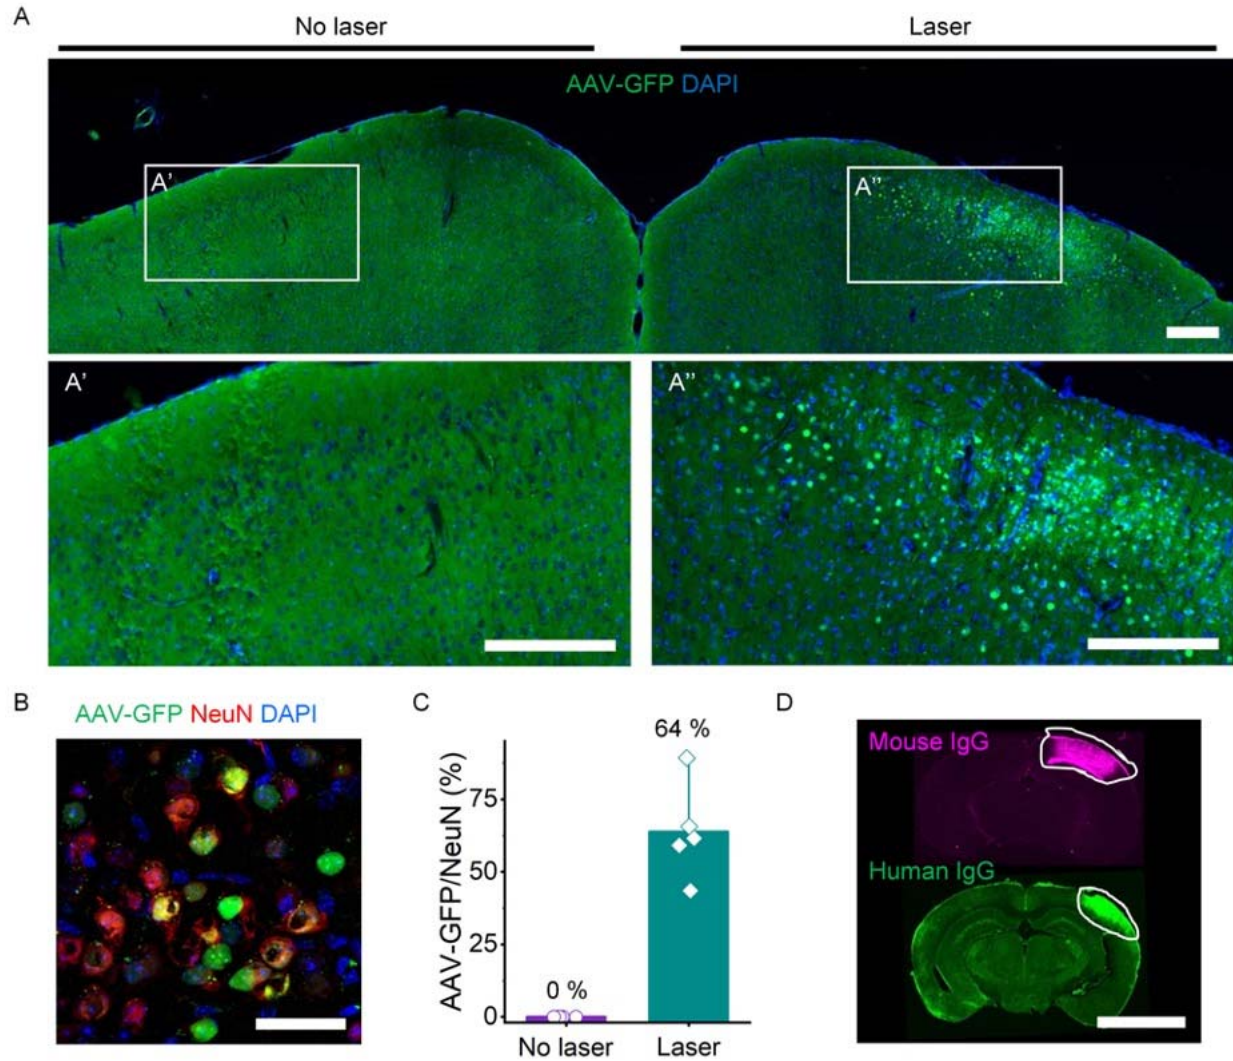 A
No laser
Laser
AAV-GFP DAPI
A'
A''
A'
A''
B
AAV-GFP NeuN DAPI
C
AAV-GFP/NeuN (%)
75
50
25
0
64 %
0 %
No laser
Laser
D
Mouse IgG
Human IgG